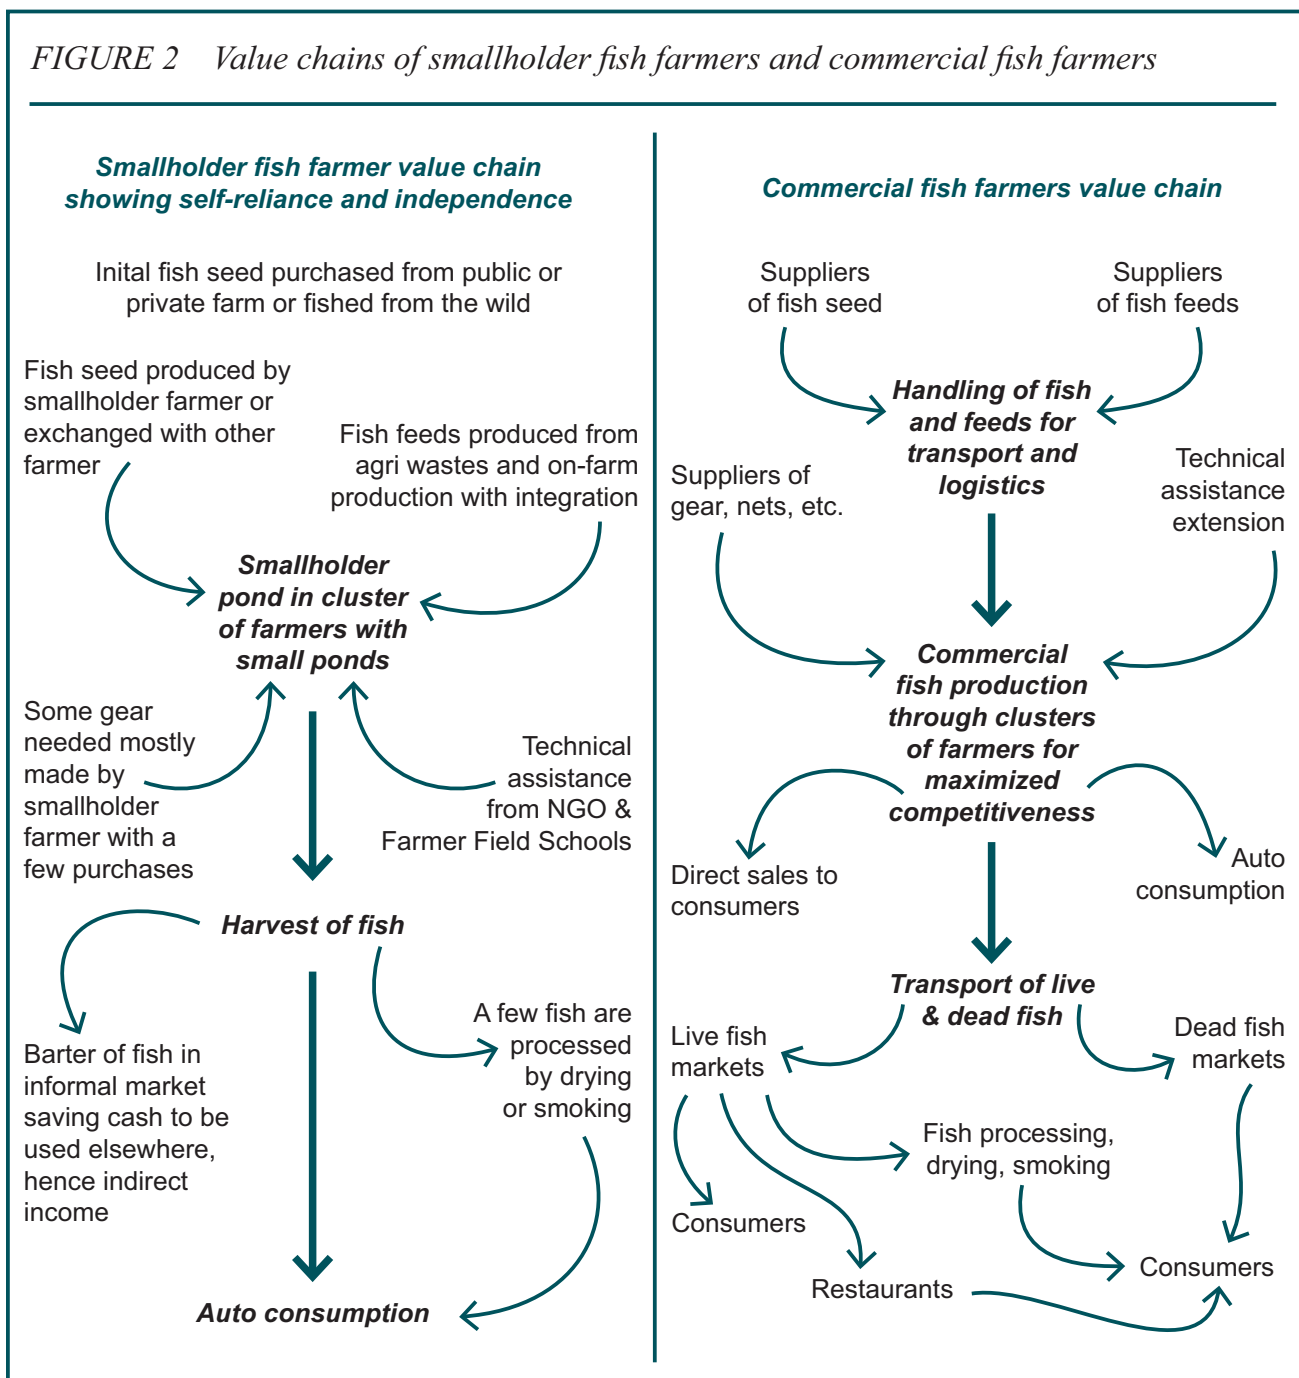 FIGURE 2 Value chains of smallholder fish farmers and commercial fish farmers
Smallholder fish farmer value chain
showing self-reliance and independence
Inital fish seed purchased from public or
private farm or fished from the wild
Fish seed produced by
smallholder farmer or
exchanged with other
farmer
Fish feeds produced from
agri wastes and on-farm
production with integration
Smallholder
pond in cluster
of farmers with
small ponds
Some gear
needed mostly
made by
smallholder
farmer with a
few purchases
Technical
assistance
from NGO &
Farmer Field Schools
Harvest of fish
Barter of fish in
informal market
saving cash to be
used elsewhere,
hence indirect
income
A few fish are
processed
by drying
or smoking
Auto consumption
Commercial fish farmers value chain
Suppliers
of fish seed
Suppliers
of fish feeds
Handling of fish
and feeds for
transport and
logistics
Suppliers of
gear, nets, etc.
Technical
assistance
extension
Commercial
fish production
through clusters
of farmers for
maximized
competitiveness
Direct sales to
consumers
Auto
consumption
Transport of live
& dead fish
Live fish
markets
Dead fish
markets
Fish processing,
drying, smoking
Consumers
Restaurants
Consumers